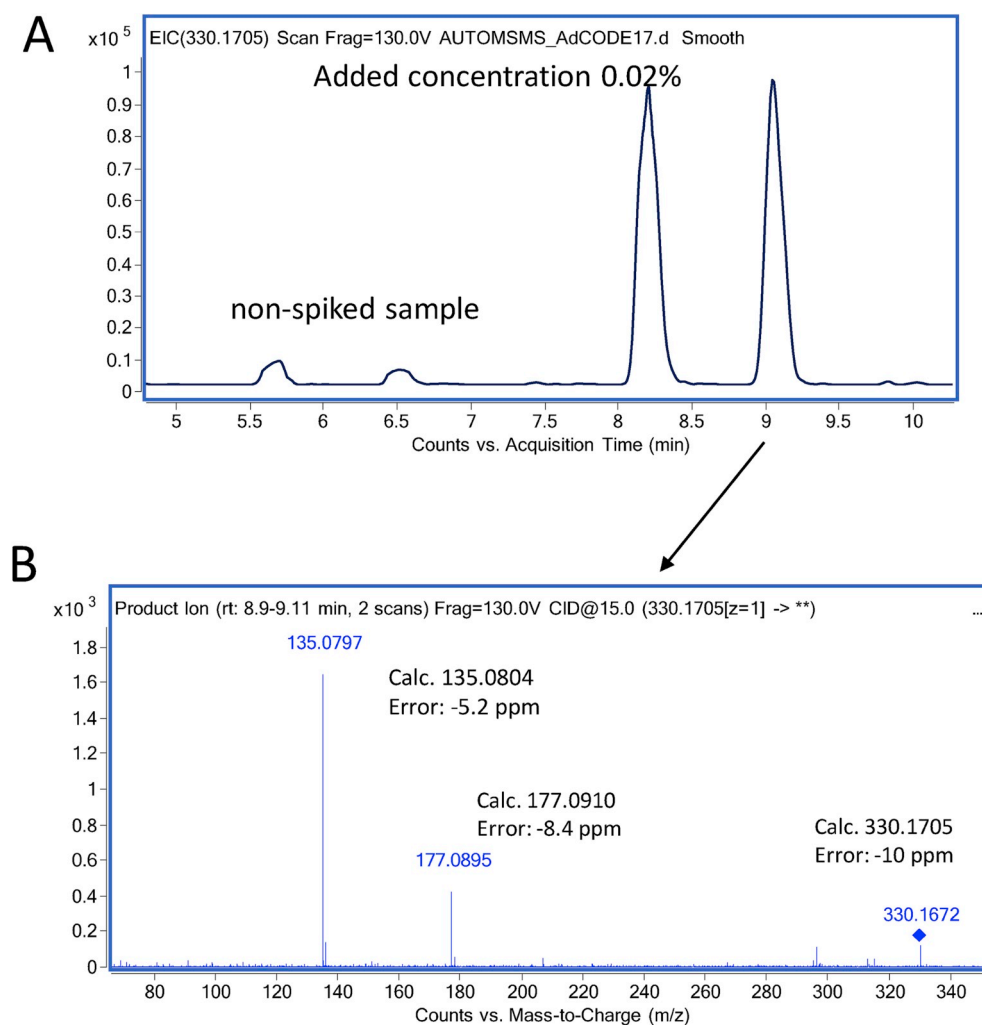 A
x10 5
EIC(330.1705) Scan Frag=130.0V AUTOMSMS_AdCODE17.d Smooth
Added concentration 0.02%
1
0.9
0.8
0.7
0.6
0.5
0.4
0.3
0.2
0.1
0
non-spiked sample
5 5.5 6 6.5 7 7.5 8 8.5 9 9.5 10
Counts vs. Acquisition Time (min)
B
x10 3
Product Ion (rt: 8.9-9.11 min, 2 scans) Frag=130.0V CID@15.0 (330.1705[z=1] -> **)
...
1.8
1.6
1.4
1.2
1
0.8
0.6
0.4
0.2
0
135.0797
Calc. 135.0804
Error: -5.2 ppm
Calc. 177.0910
Error: -8.4 ppm
177.0895
Calc. 330.1705
Error: -10 ppm
330.1672
80 100 120 140 160 180 200 220 240 260 280 300 320 340
Counts vs. Mass-to-Charge (m/z)